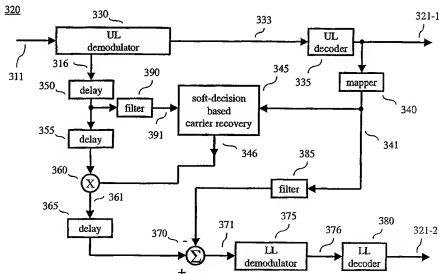 320
330
333
321-1
UL
demodulator
UL
decoder
311
316
390
345
335
mapper
350
delay
filter
soft-decision
based
carrier recovery
340
391
355
delay
346
385
341
360
X
361
filter
365
delay
371
375
380
321-2
370
-
Σ
+
LL
demodulator
376
LL
decoder